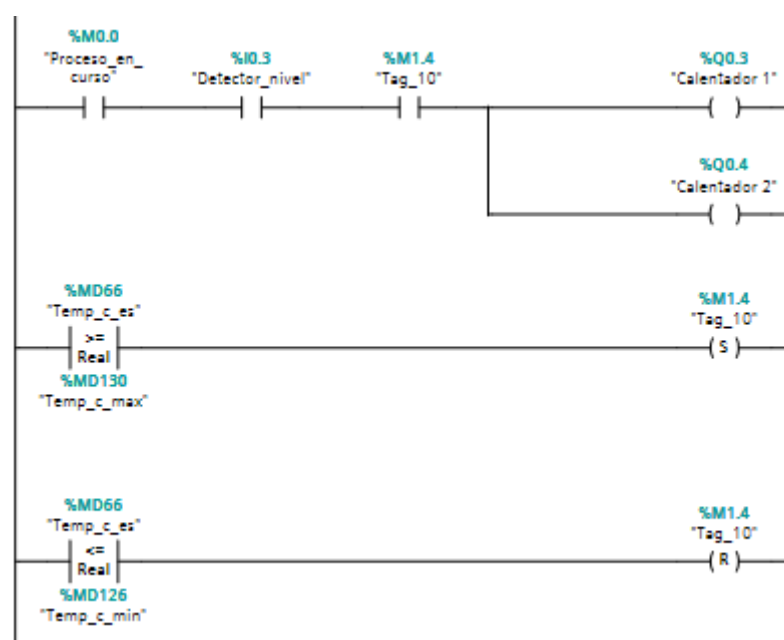 %M0.0
"Proceso_en_
curso"
%I0.3
"Detector_nivel"
%M1.4
"Tag_10"
%Q0.3
"Calentador 1"
%Q0.4
"Calentador 2"
%MD66
"Temp_c_es"
>=
Real
%MD130
"Temp_c_max"
%M1.4
"Tag_10"
S
%MD66
"Temp_c_es"
<=
Real
%MD126
"Temp_c_min"
%M1.4
"Tag_10"
R